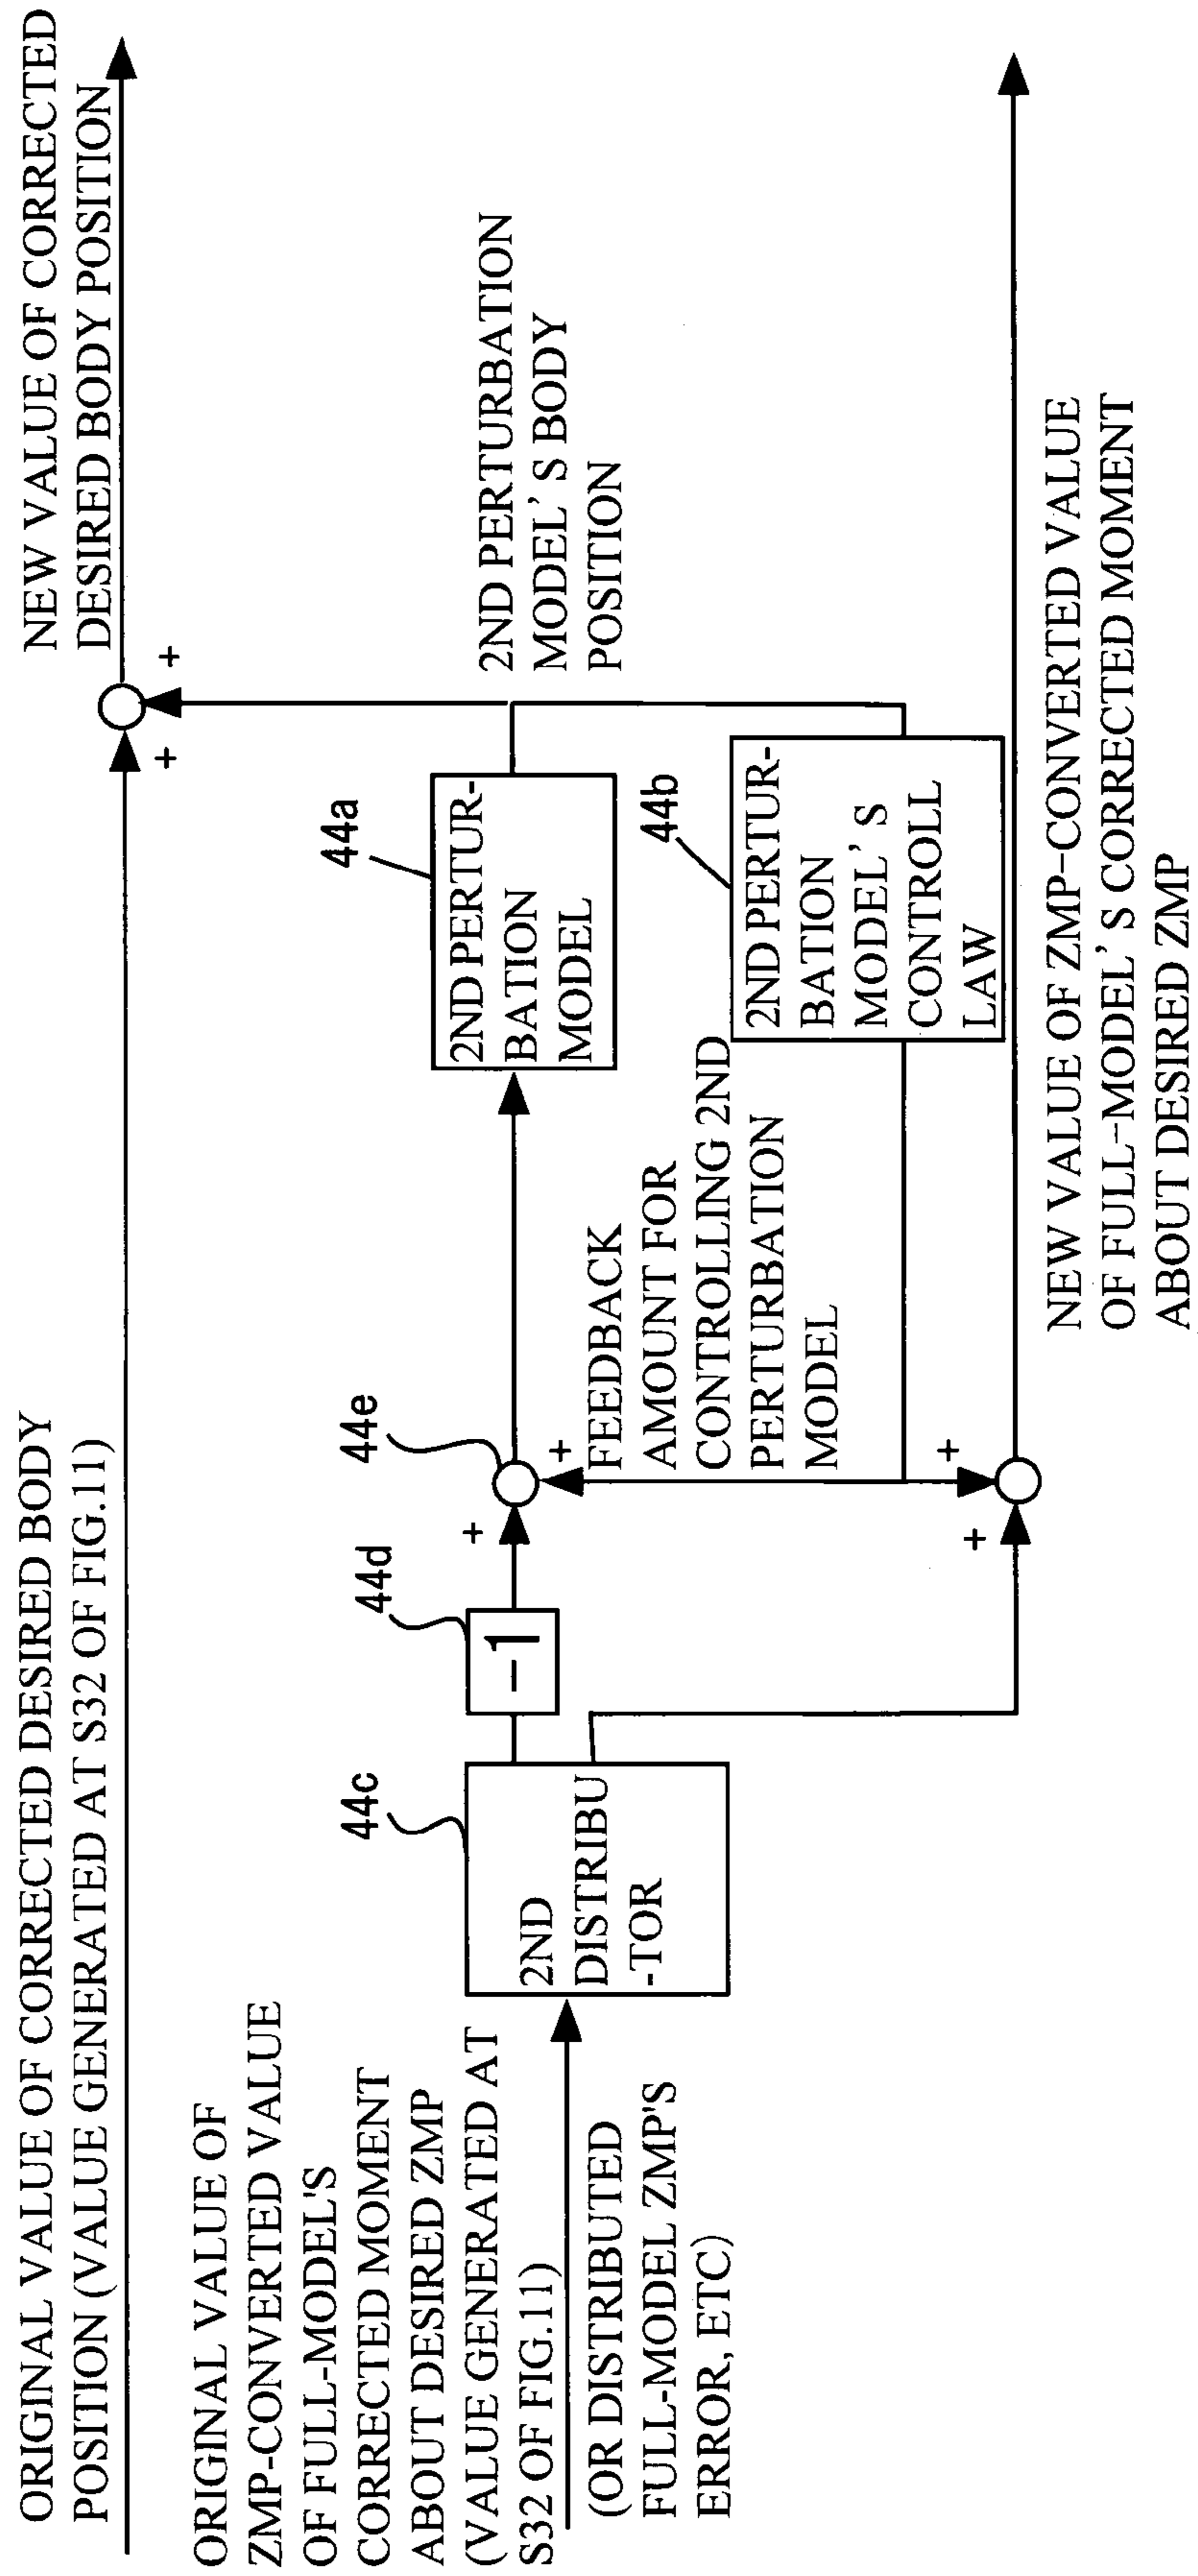 ORIGINAL VALUE OF CORRECTED DESIRED BODY
POSITION (VALUE GENERATED AT S32 OF FIG.11)
NEW VALUE OF CORRECTED
DESIRED BODY POSITION
+
+
ORIGINAL VALUE OF
ZMP-CONVERTED VALUE
OF FULL-MODEL'S
CORRECTED MOMENT
ABOUT DESIRED ZMP
(VALUE GENERATED AT
S32 OF FIG.11)
(OR DISTRIBUTED
FULL-MODEL ZMP'S
ERROR, ETC)
44c
2ND
DISTRIBU
-TOR
44d
-1
44e
+
+
FEEDBACK
AMOUNT FOR
CONTROLLING 2ND
PERTURBATION
MODEL
44a
2ND PERTUR-
BATION
MODEL
2ND PERTURBATION
MODEL' S BODY
POSITION
44b
2ND PERTUR-
BATION
MODEL' S
CONTROLL
LAW
+
+
NEW VALUE OF ZMP-CONVERTED VALUE
OF FULL-MODEL' S CORRECTED MOMENT
ABOUT DESIRED ZMP